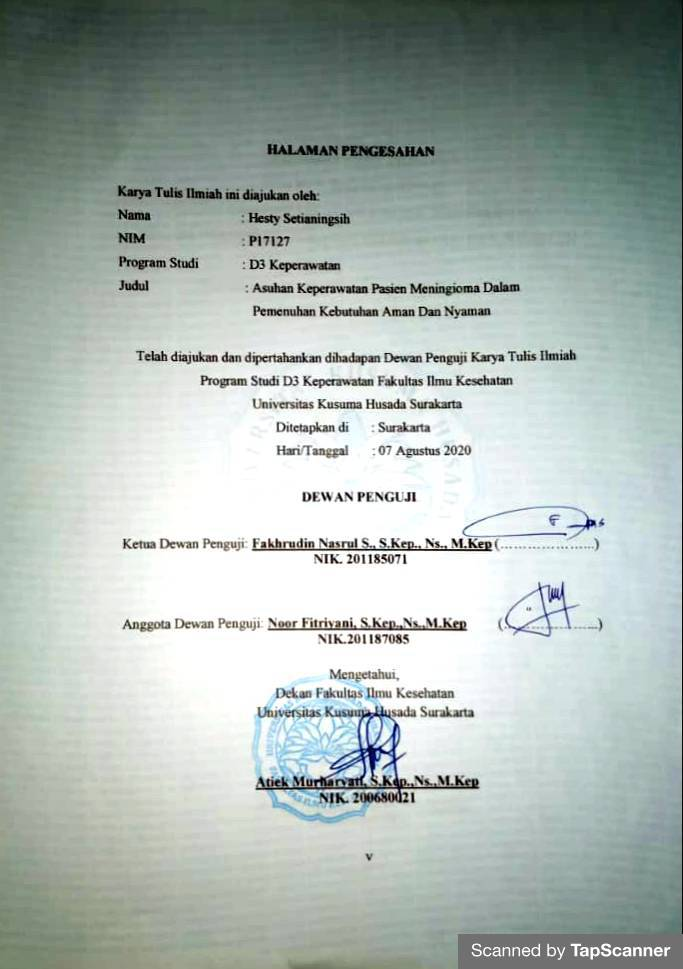 HALAMAN PENGESAHAN
Karya Tulis Ilmiah ini diajukan oleh:
Nama : Hesty Setianingsih
NIM : P17127
Program Studi : D3 Keperawatan
Judul : Asuhan Keperawatan Pasien Meningioma Dalam
Pemenuhan Kebutuhan Aman Dan Nyaman
Telah diajukan dan dipertahankan dihadapan Dewan Penguji Karya Tulis Ilmiah
Program Studi D3 Keperawatan Fakultas Ilmu Kesehatan
Universitas Kusuma Husada Surakarta
Ditetapkan di : Surakarta
Hari/Tanggal : 07 Agustus 2020
DEWAN PENGUJI
Ketua Dewan Penguji: Fakhrudin Nasrul S., S.Kep., Ns., M.Kep (......................)
NIK. 201185071
Anggota Dewan Penguji: Noor Fitriyani, S.Kep.,Ns.,M.Kep (......................)
NIK.201187085
Mengetahui,
Dekan Fakultas Ilmu Kesehatan
Universitas Kusuma Husada Surakarta
Atiek Murharyati, S.Kep.,Ns.,M.Kep
NIK. 200680021
v
Scanned by TapScanner